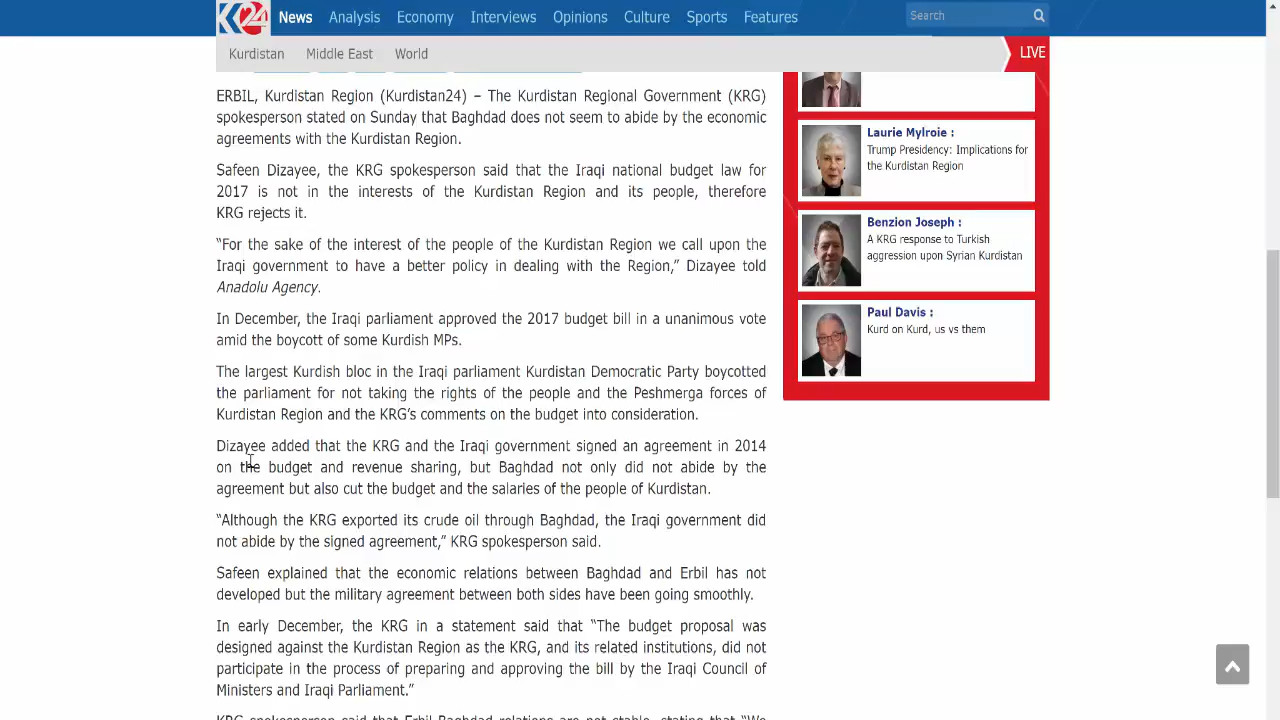 K24 News Analysis Economy Interviews Opinions Culture Sports Features Search
Kurdistan Middle East World LIVE
ERBIL, Kurdistan Region (Kurdistan24) – The Kurdistan Regional Government (KRG)
spokesperson stated on Sunday that Baghdad does not seem to abide by the economic
agreements with the Kurdistan Region.
Safeen Dizayee, the KRG spokesperson said that the Iraqi national budget law for
2017 is not in the interests of the Kurdistan Region and its people, therefore
KRG rejects it.
“For the sake of the interest of the people of the Kurdistan Region we call upon the
Iraqi government to have a better policy in dealing with the Region,” Dizayee told
Anadolu Agency.
In December, the Iraqi parliament approved the 2017 budget bill in a unanimous vote
amid the boycott of some Kurdish MPs.
The largest Kurdish bloc in the Iraqi parliament Kurdistan Democratic Party boycotted
the parliament for not taking the rights of the people and the Peshmerga forces of
Kurdistan Region and the KRG’s comments on the budget into consideration.
Dizayee added that the KRG and the Iraqi government signed an agreement in 2014
on the budget and revenue sharing, but Baghdad not only did not abide by the
agreement but also cut the budget and the salaries of the people of Kurdistan.
“Although the KRG exported its crude oil through Baghdad, the Iraqi government did
not abide by the signed agreement,” KRG spokesperson said.
Safeen explained that the economic relations between Baghdad and Erbil has not
developed but the military agreement between both sides have been going smoothly.
In early December, the KRG in a statement said that “The budget proposal was
designed against the Kurdistan Region as the KRG, and its related institutions, did not
participate in the process of preparing and approving the bill by the Iraqi Council of
Ministers and Iraqi Parliament.”
KRG spokesperson said that Erbil-Baghdad relations are not stable, stating that “We
Laurie Mylroie :
Trump Presidency: Implications for
the Kurdistan Region
Benzion Joseph :
A KRG response to Turkish
aggression upon Syrian Kurdistan
Paul Davis :
Kurd on Kurd, us vs them